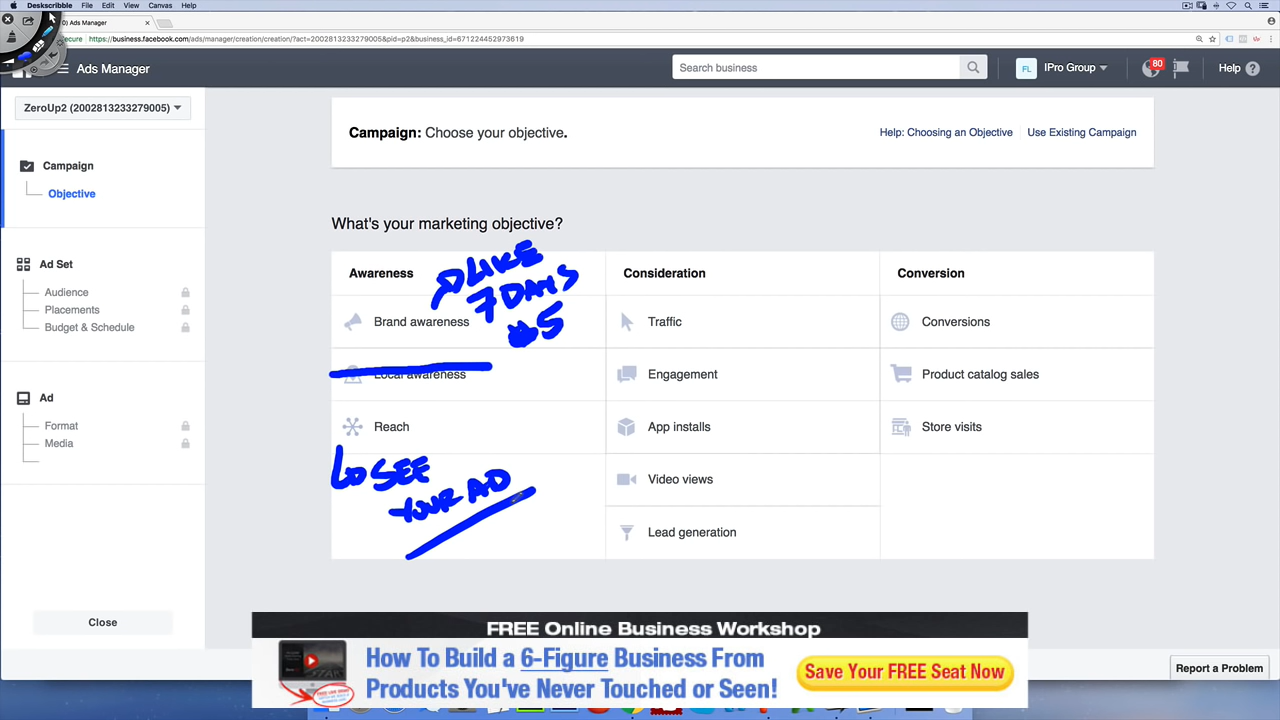 Deskscribble File Edit View Canvas Help
Ads Manager
https://business.facebook.com/ads/manager/creation/creation/?act=2002813233279005&pid=p2&business_id=671224452973619
Ads Manager
Search business
FL IPro Group
80
Help
ZeroUp2 (2002813233279005)
Campaign
Objective
Ad Set
Audience
Placements
Budget & Schedule
Ad
Format
Media
Close
Campaign: Choose your objective.
Help: Choosing an Objective
Use Existing Campaign
What's your marketing objective?
Awareness
LIKE
7 DAYS
5
Brand awareness
Local awareness
Reach
LO SEE
YOUR AD
Consideration
Traffic
Engagement
App installs
Video views
Lead generation
Conversion
Conversions
Product catalog sales
Store visits
FREE Online Business Workshop
How To Build a 6-Figure Business From
Products You've Never Touched or Seen!
Save Your FREE Seat Now
Report a Problem